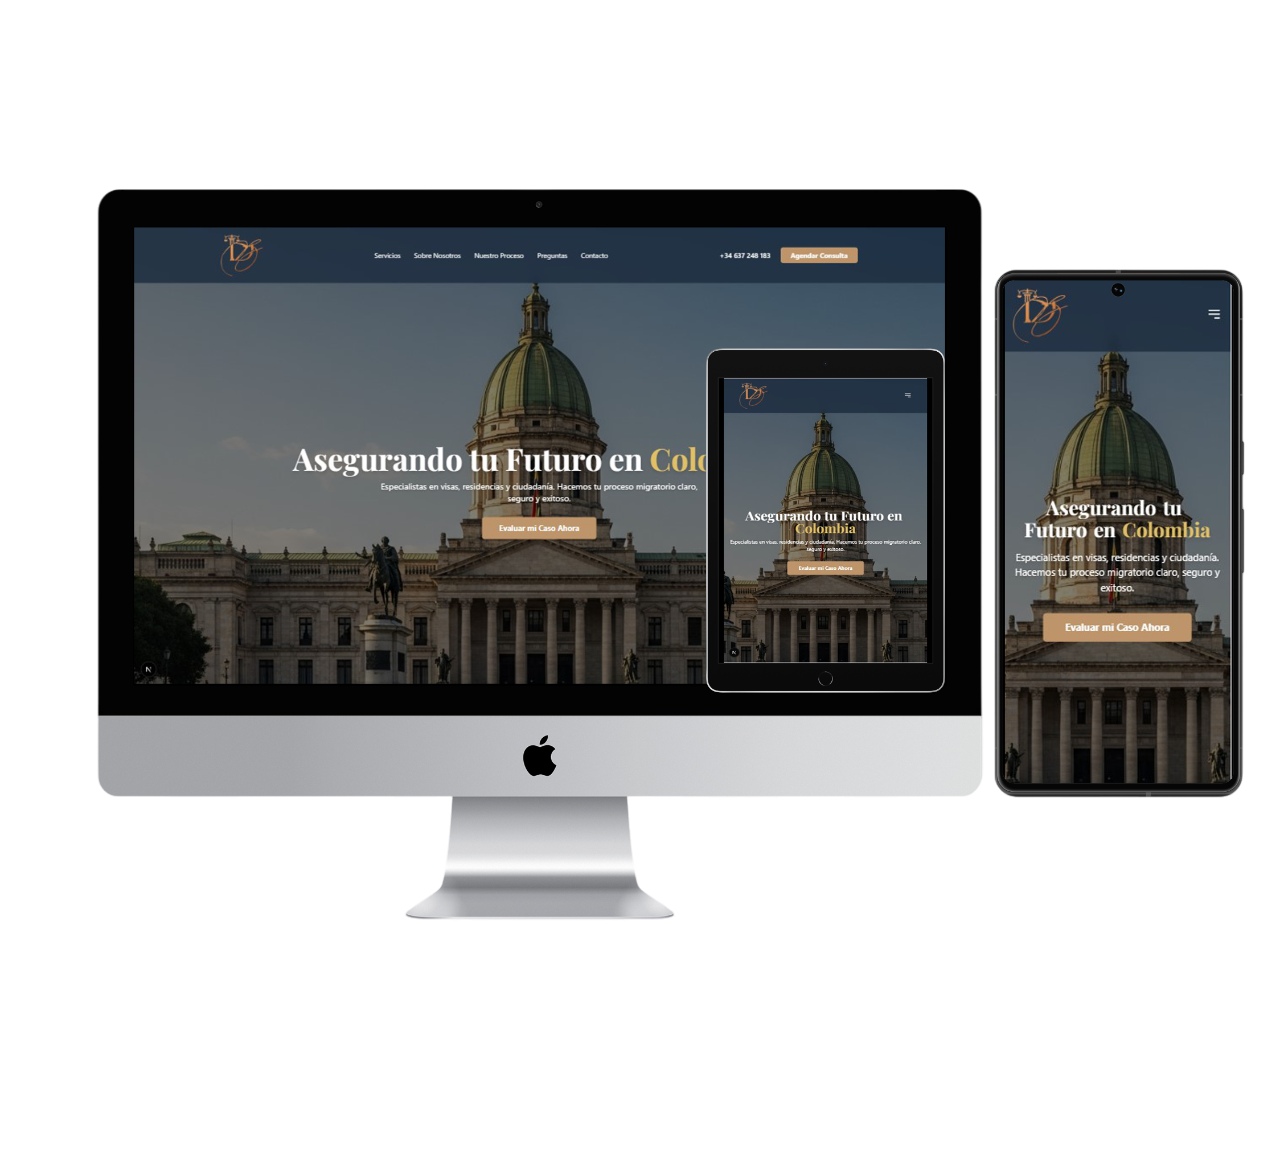 Servicios Sobre Nosotros Nuestro Proceso Preguntas Contacto +34 637 248 183 Agendar Consulta
Asegurando tu Futuro en Colo
Especialistas en visas, residencias y ciudadanía. Hacemos tu proceso migratorio claro,
seguro y exitoso.
Evaluar mi Caso Ahora
N
Asegurando tu Futuro en
Colombia
Especialistas en visas, residencias y ciudadanía. Hacemos tu proceso migratorio claro,
seguro y exitoso.
Evaluar mi Caso Ahora
N
Asegurando tu
Futuro en Colombia
Especialistas en visas, residencias y ciudadanía.
Hacemos tu proceso migratorio claro, seguro y
exitoso.
Evaluar mi Caso Ahora